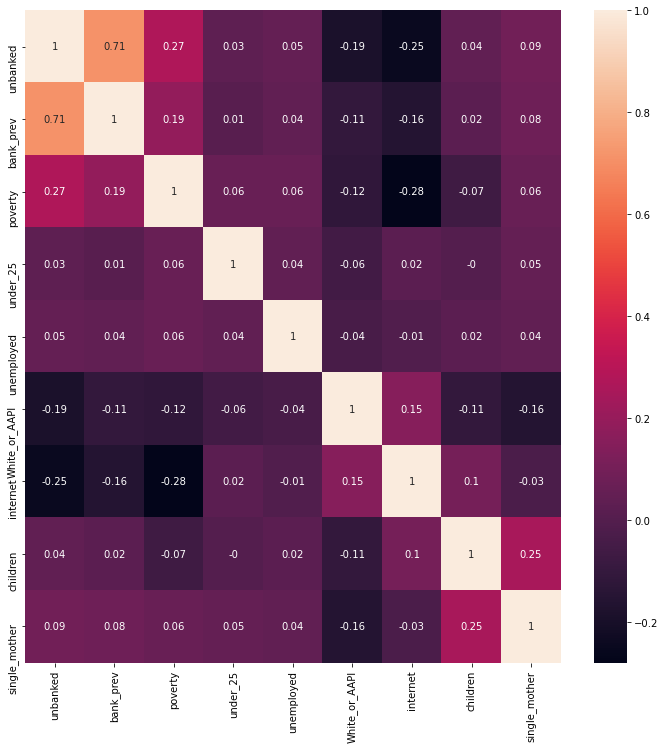 unbanked 1 0.71 0.27 0.03 0.05 -0.19 -0.25 0.04 0.09
bank_prev 0.71 1 0.19 0.01 0.04 -0.11 -0.16 0.02 0.08
poverty 0.27 0.19 1 0.06 0.06 -0.12 -0.28 -0.07 0.06
under_25 0.03 0.01 0.06 1 0.04 -0.06 0.02 -0 0.05
unemployed 0.05 0.04 0.06 0.04 1 -0.04 -0.01 0.02 0.04
White_or_AAPI -0.19 -0.11 -0.12 -0.06 -0.04 1 0.15 -0.11 -0.16
internet -0.25 -0.16 -0.28 0.02 -0.01 0.15 1 0.1 -0.03
children 0.04 0.02 -0.07 -0 0.02 -0.11 0.1 1 0.25
single_mother 0.09 0.08 0.06 0.05 0.04 -0.16 -0.03 0.25 1
unbanked bank_prev poverty under_25 unemployed White_or_AAPI internet children single_mother
1.0
0.8
0.6
0.4
0.2
0.0
−0.2